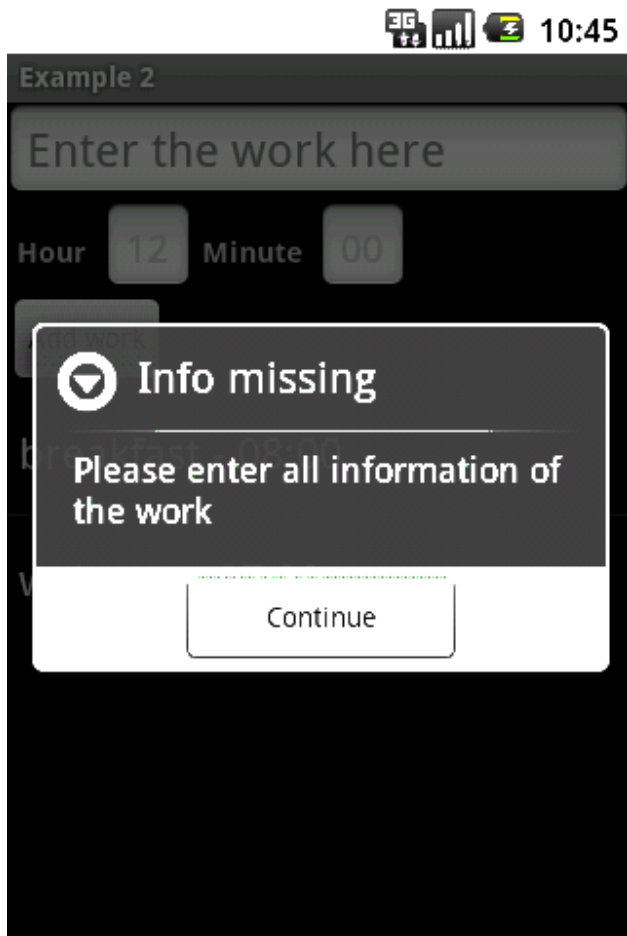 3G 10:45
Example 2
Enter the work here
Hour 12 Minute 00
Add work
Info missing
breakfast - 08:00
Please enter all information of
the work
Continue